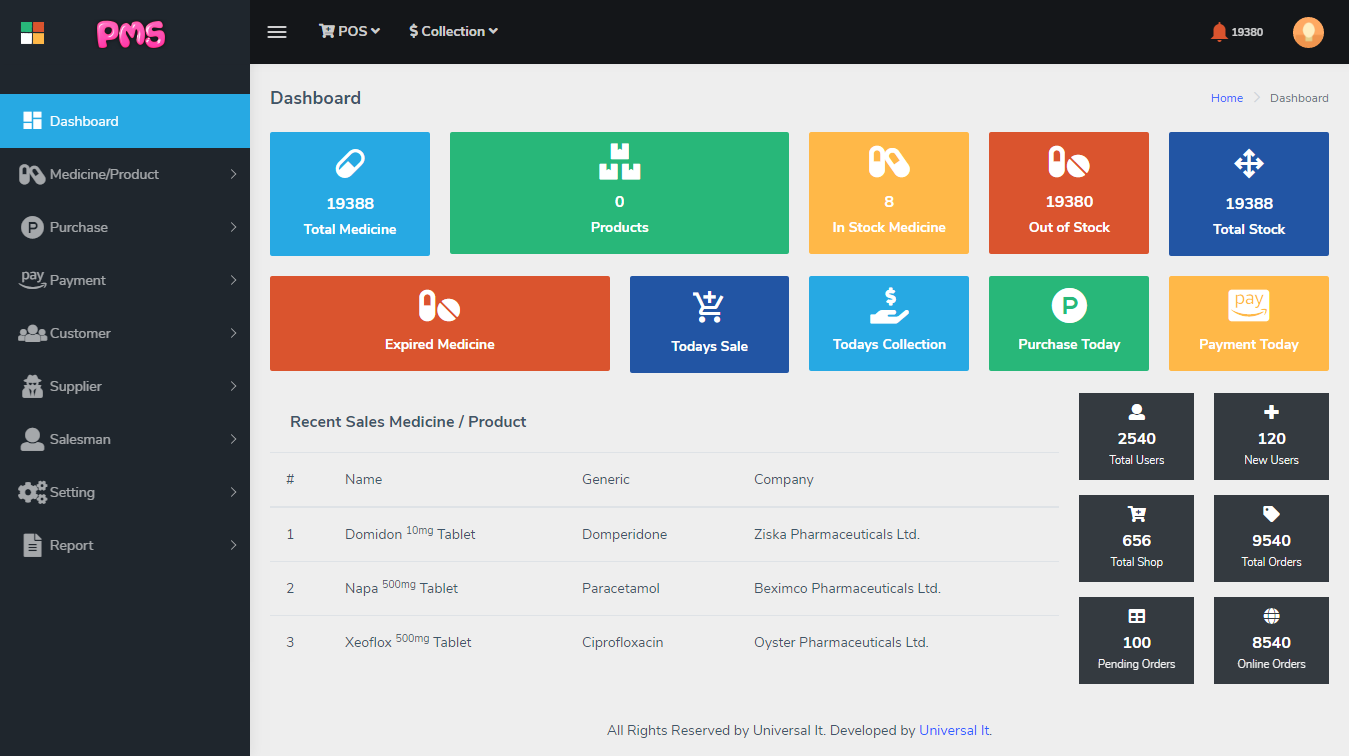 PMS
POS
$ Collection
19380
Dashboard
Medicine/Product
P Purchase
pay Payment
Customer
Supplier
Salesman
Setting
Report
Dashboard
Home > Dashboard
19388
Total Medicine
0
Products
8
In Stock Medicine
19380
Out of Stock
19388
Total Stock
Expired Medicine
Todays Sale
$
Todays Collection
P
Purchase Today
pay
Payment Today
Recent Sales Medicine / Product
# Name Generic Company
1 Domidon 10mg Tablet Domperidone Ziska Pharmaceuticals Ltd.
2 Napa 500mg Tablet Paracetamol Beximco Pharmaceuticals Ltd.
3 Xeoflox 500mg Tablet Ciprofloxacin Oyster Pharmaceuticals Ltd.
2540
Total Users
120
New Users
656
Total Shop
9540
Total Orders
100
Pending Orders
8540
Online Orders
All Rights Reserved by Universal It. Developed by Universal It.